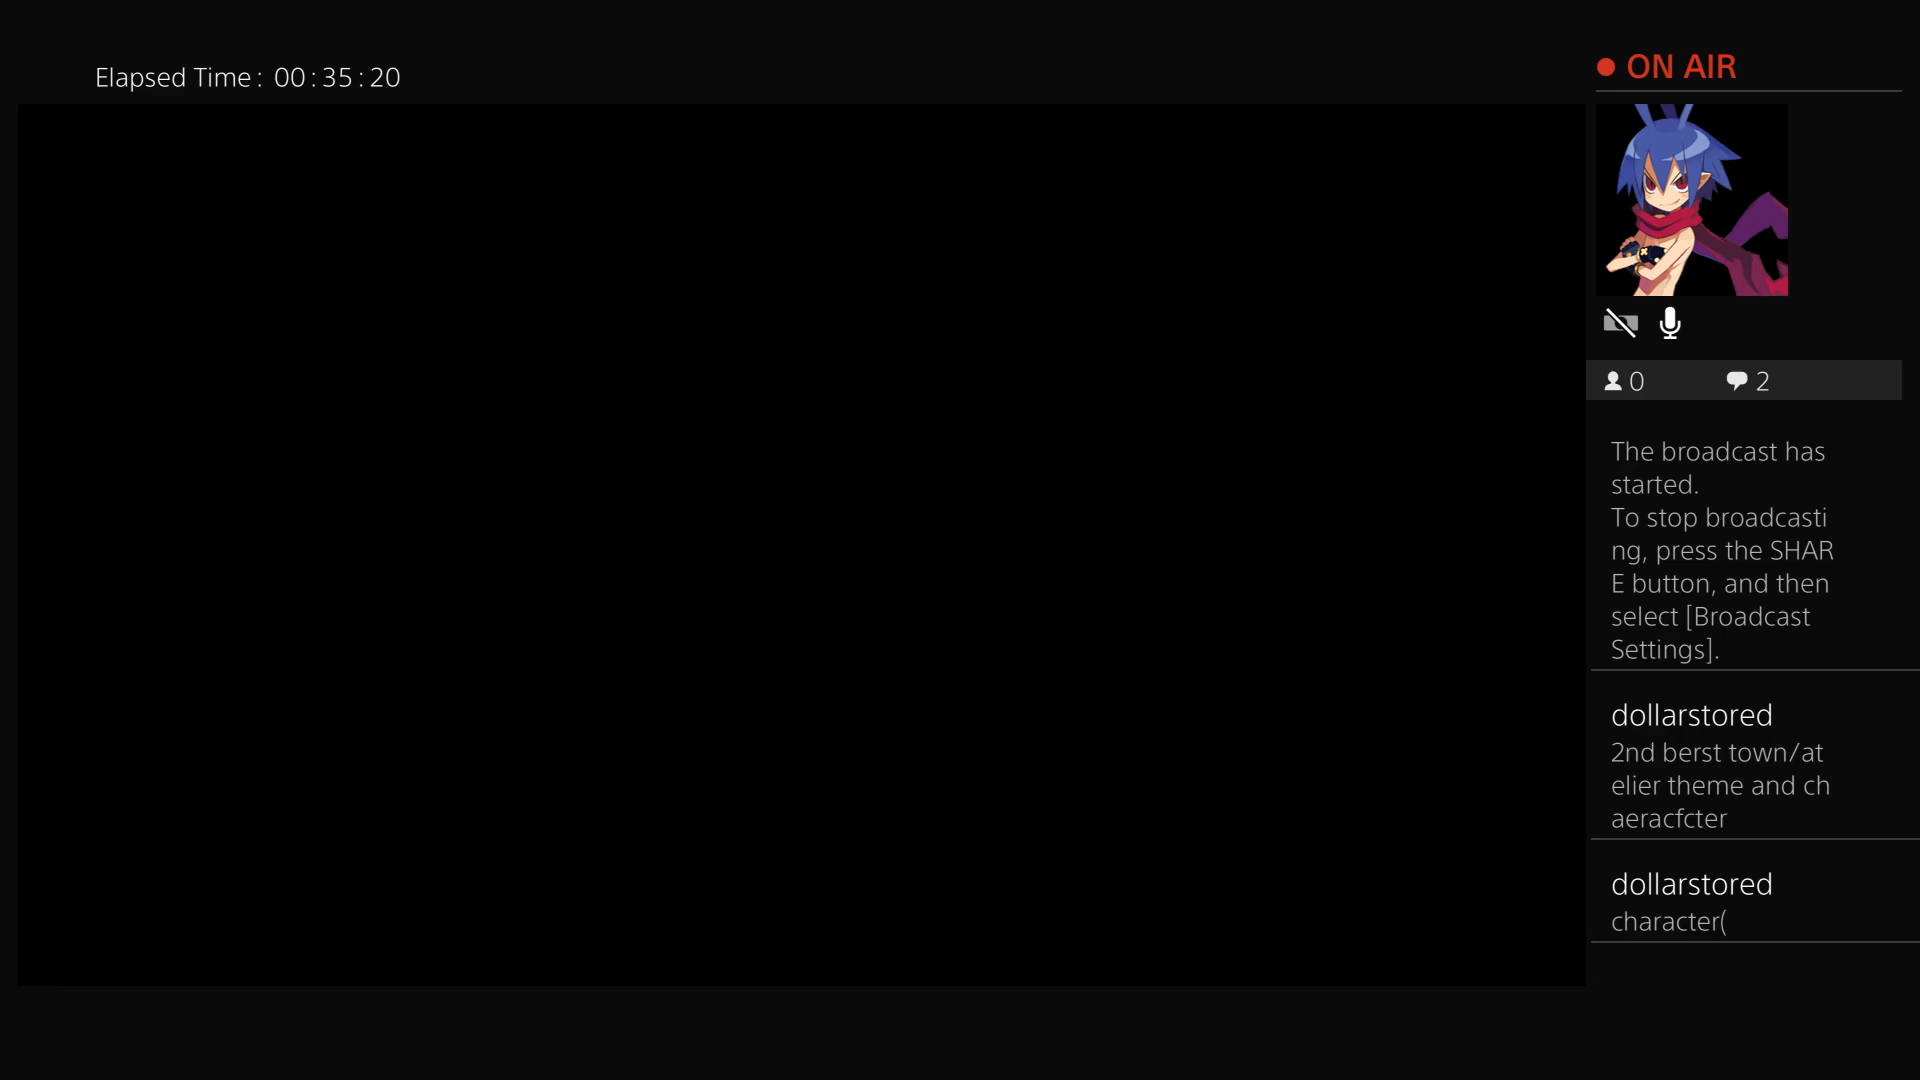 Elapsed Time: 00:35:20
ON AIR
0 2
The broadcast has
started.
To stop broadcasti
ng, press the SHAR
E button, and then
select [Broadcast
Settings].
dollarstored
2nd berst town/at
elier theme and ch
aeracfcter
dollarstored
character(